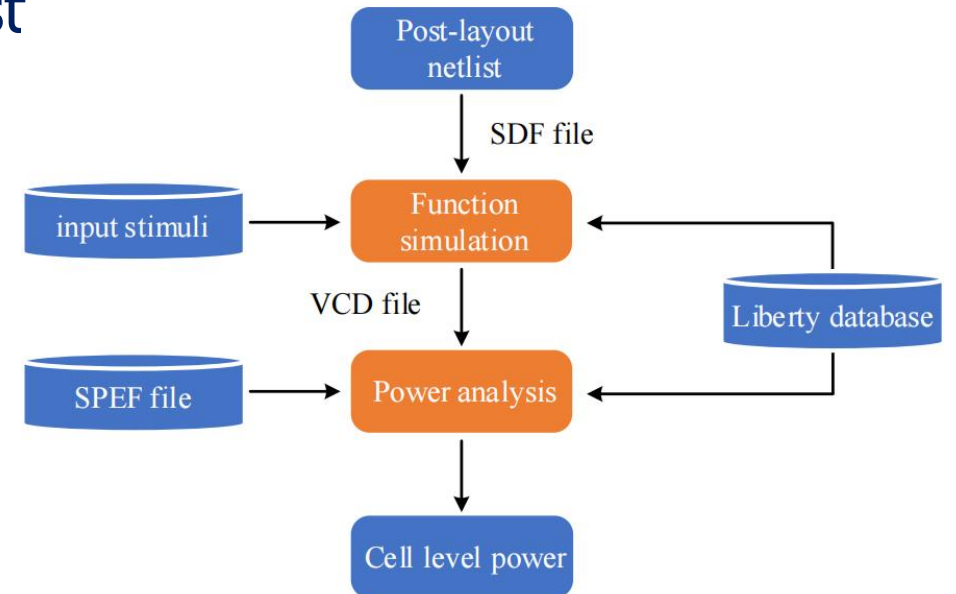 st
Post-layout
netlist
SDF file
input stimuli
Function
simulation
VCD file
Liberty database
SPEF file
Power analysis
Cell level power